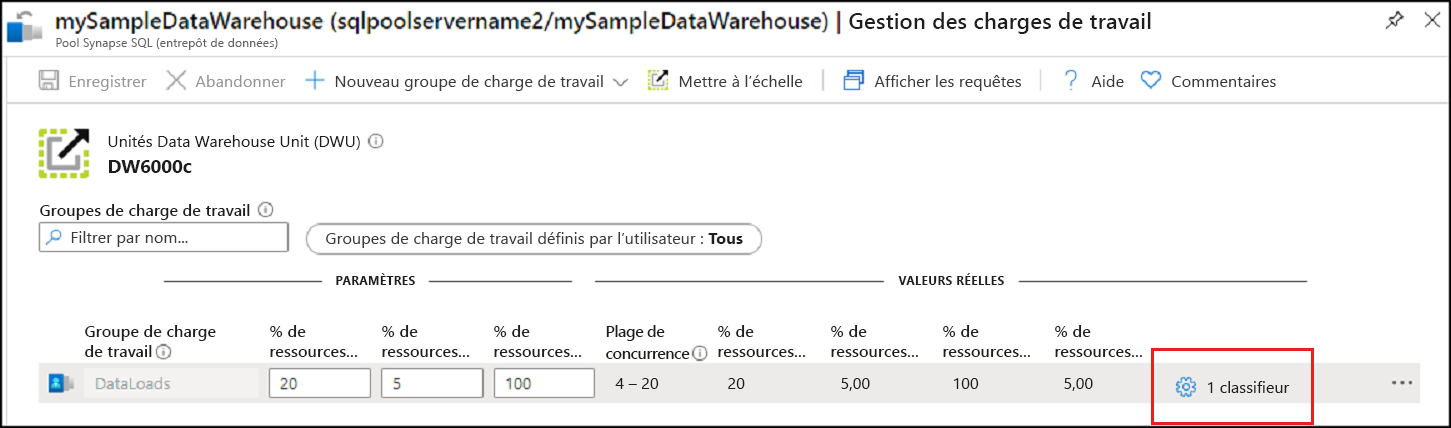 mySampleDataWarehouse (sqlpoolservername2/mySampleDataWarehouse) | Gestion des charges de travail
Pool Synapse SQL (entrepôt de données)
Enregistrer Abandonner Nouveau groupe de charge de travail Mettre à l'échelle Afficher les requêtes ? Aide Commentaires
Unités Data Warehouse Unit (DWU)
DW6000c
Groupes de charge de travail
Filtrer par nom... Groupes de charge de travail définis par l'utilisateur : Tous
PARAMÈTRES VALEURS RÉELLES
Groupe de charge % de % de % de Plage de % de % de % de % de
de travail ressources... ressources... ressources... concurrence ressources... ressources... ressources... ressources...
DataLoads 20 5 100 4 – 20 20 5,00 100 5,00 1 classifieur